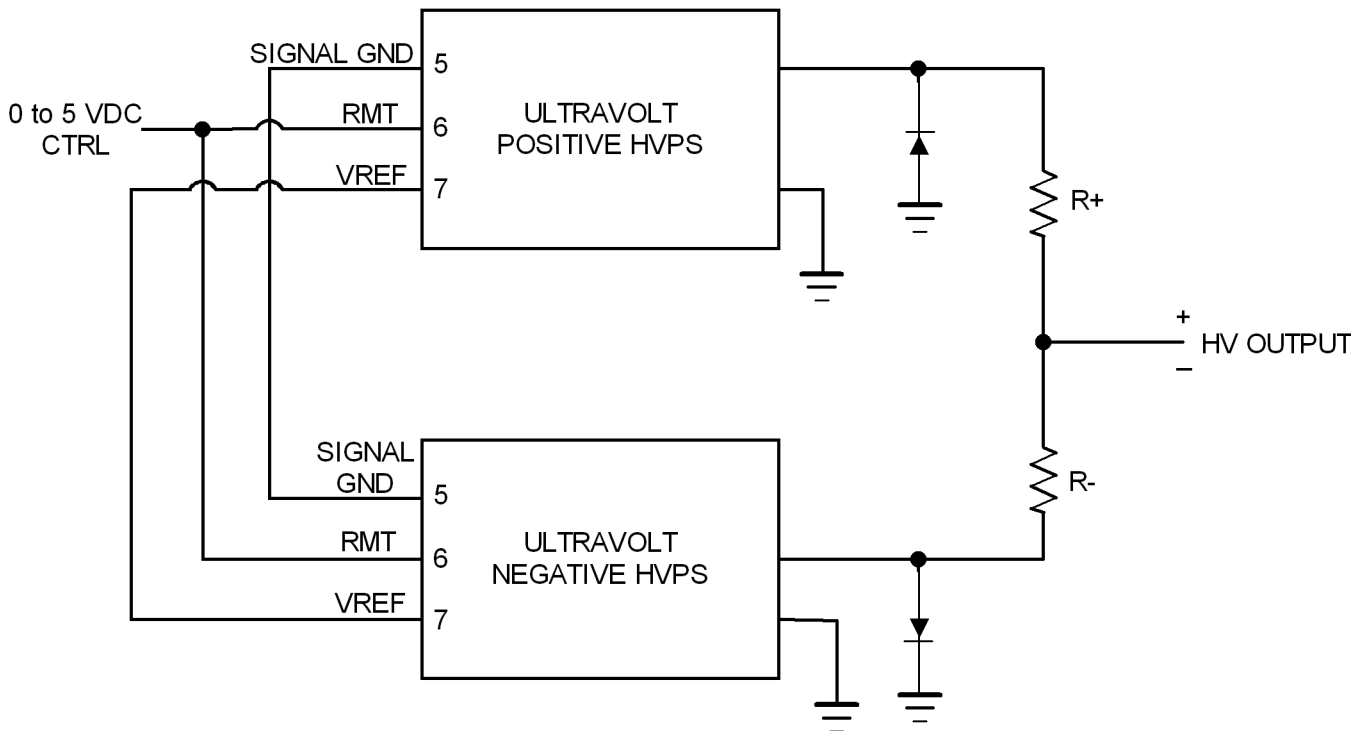 SIGNAL GND
5
0 to 5 VDC
CTRL
RMT
6
VREF
7
ULTRAVOLT
POSITIVE HVPS
R+
+
HV OUTPUT
–
SIGNAL
GND
5
RMT
6
VREF
7
ULTRAVOLT
NEGATIVE HVPS
R-